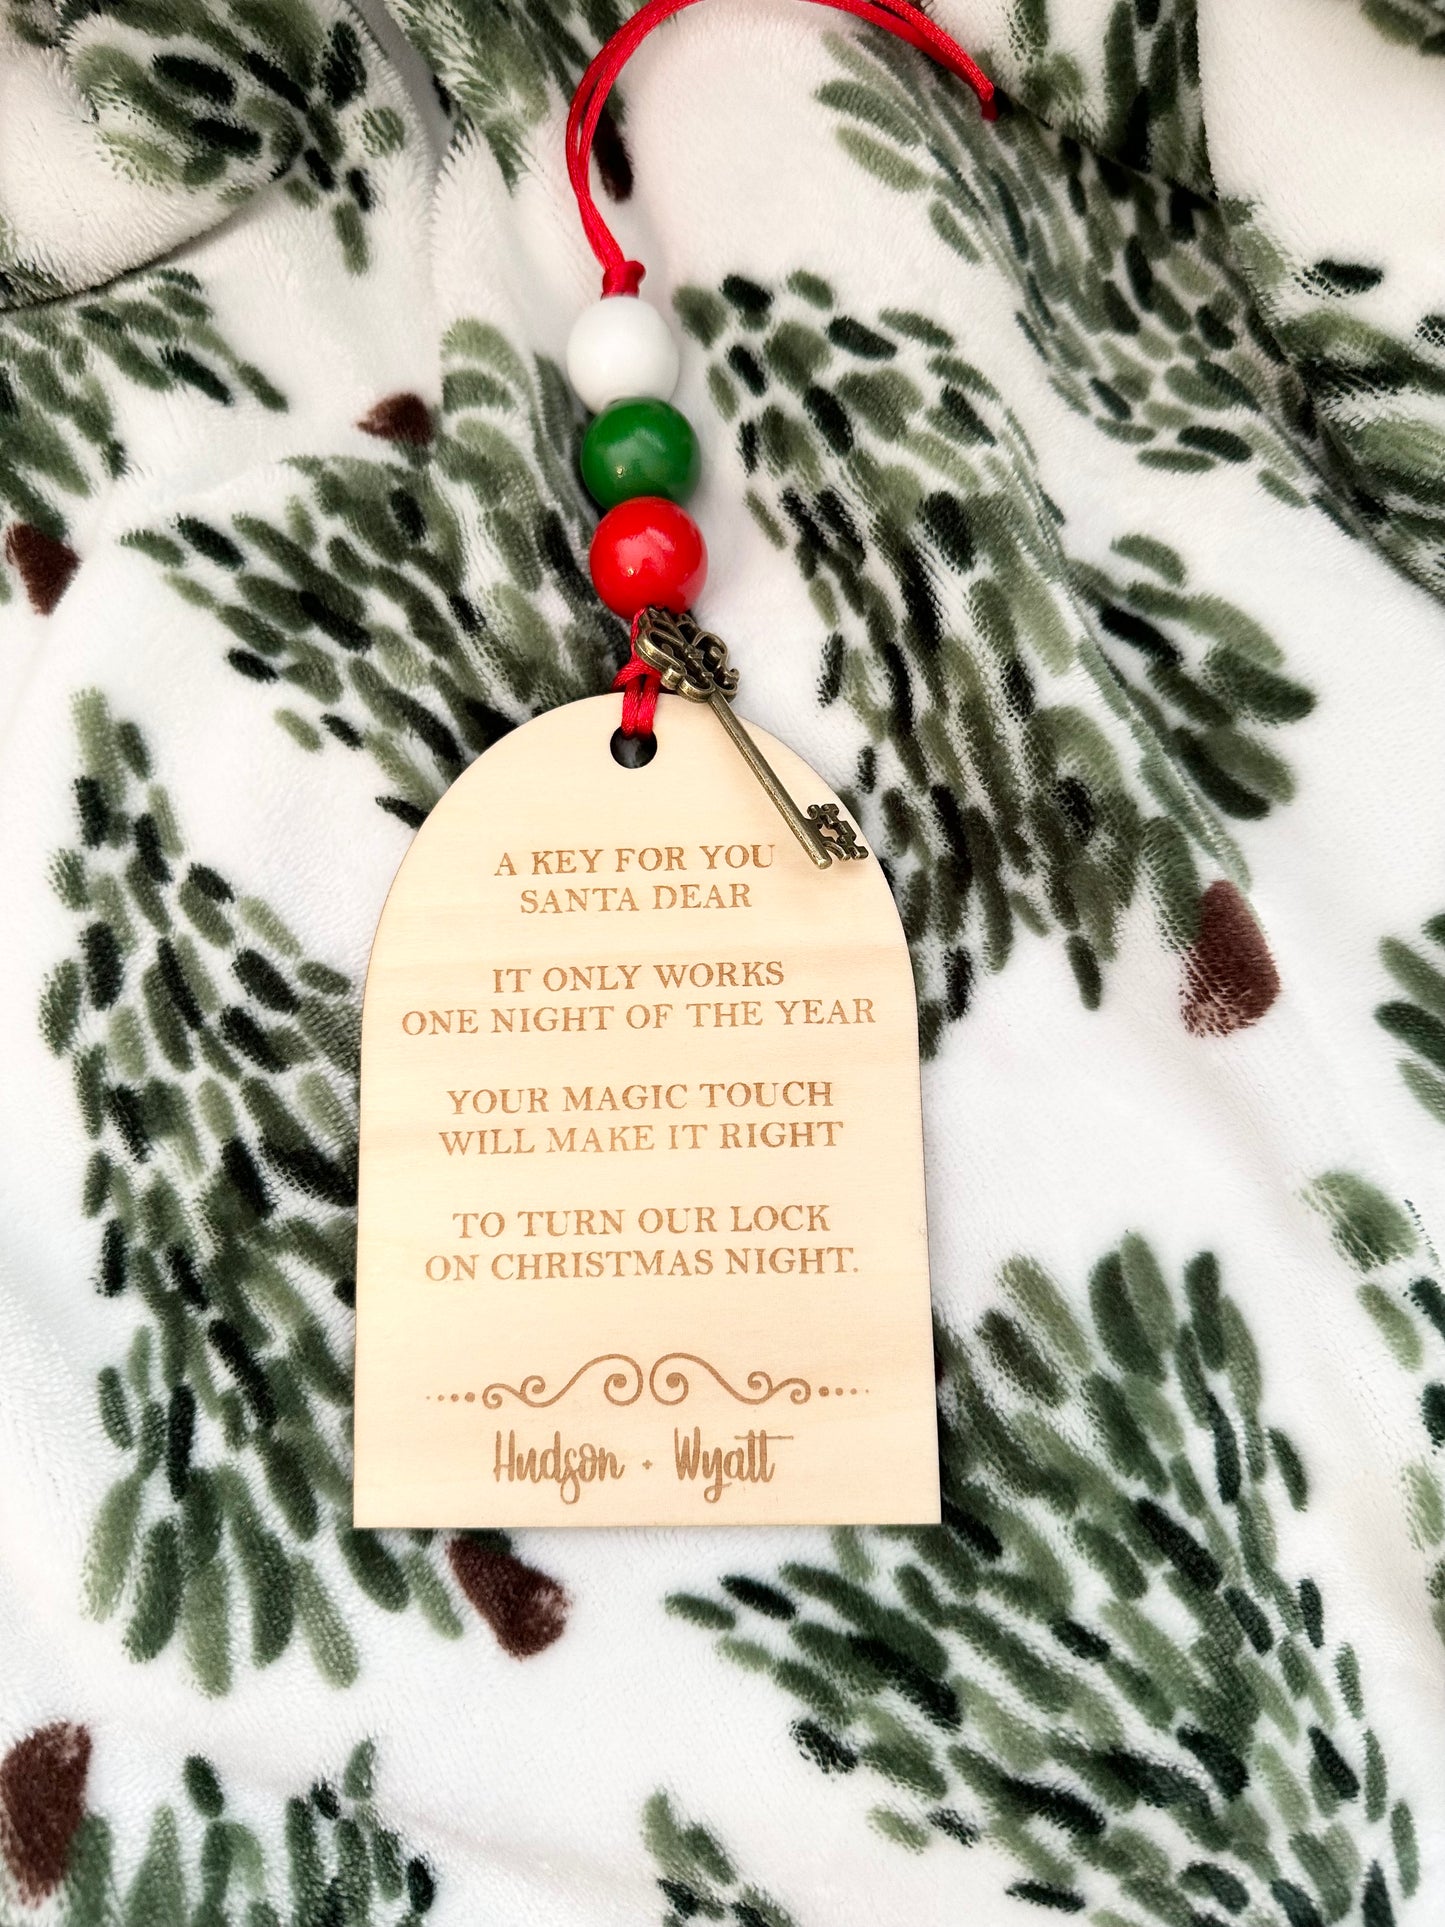 A KEY FOR YOU
SANTA DEAR
IT ONLY WORKS
ONE NIGHT OF THE YEAR
YOUR MAGIC TOUCH
WILL MAKE IT RIGHT
TO TURN OUR LOCK
ON CHRISTMAS NIGHT.
Hudson + Wyatt